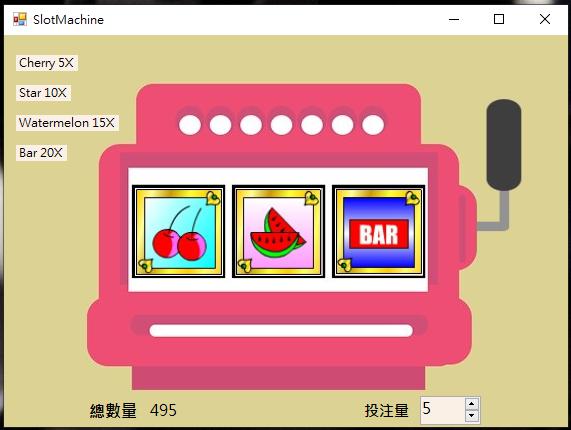 SlotMachine
Cherry 5X
Star 10X
Watermelon 15X
Bar 20X
BAR
總數量 495
投注量 5